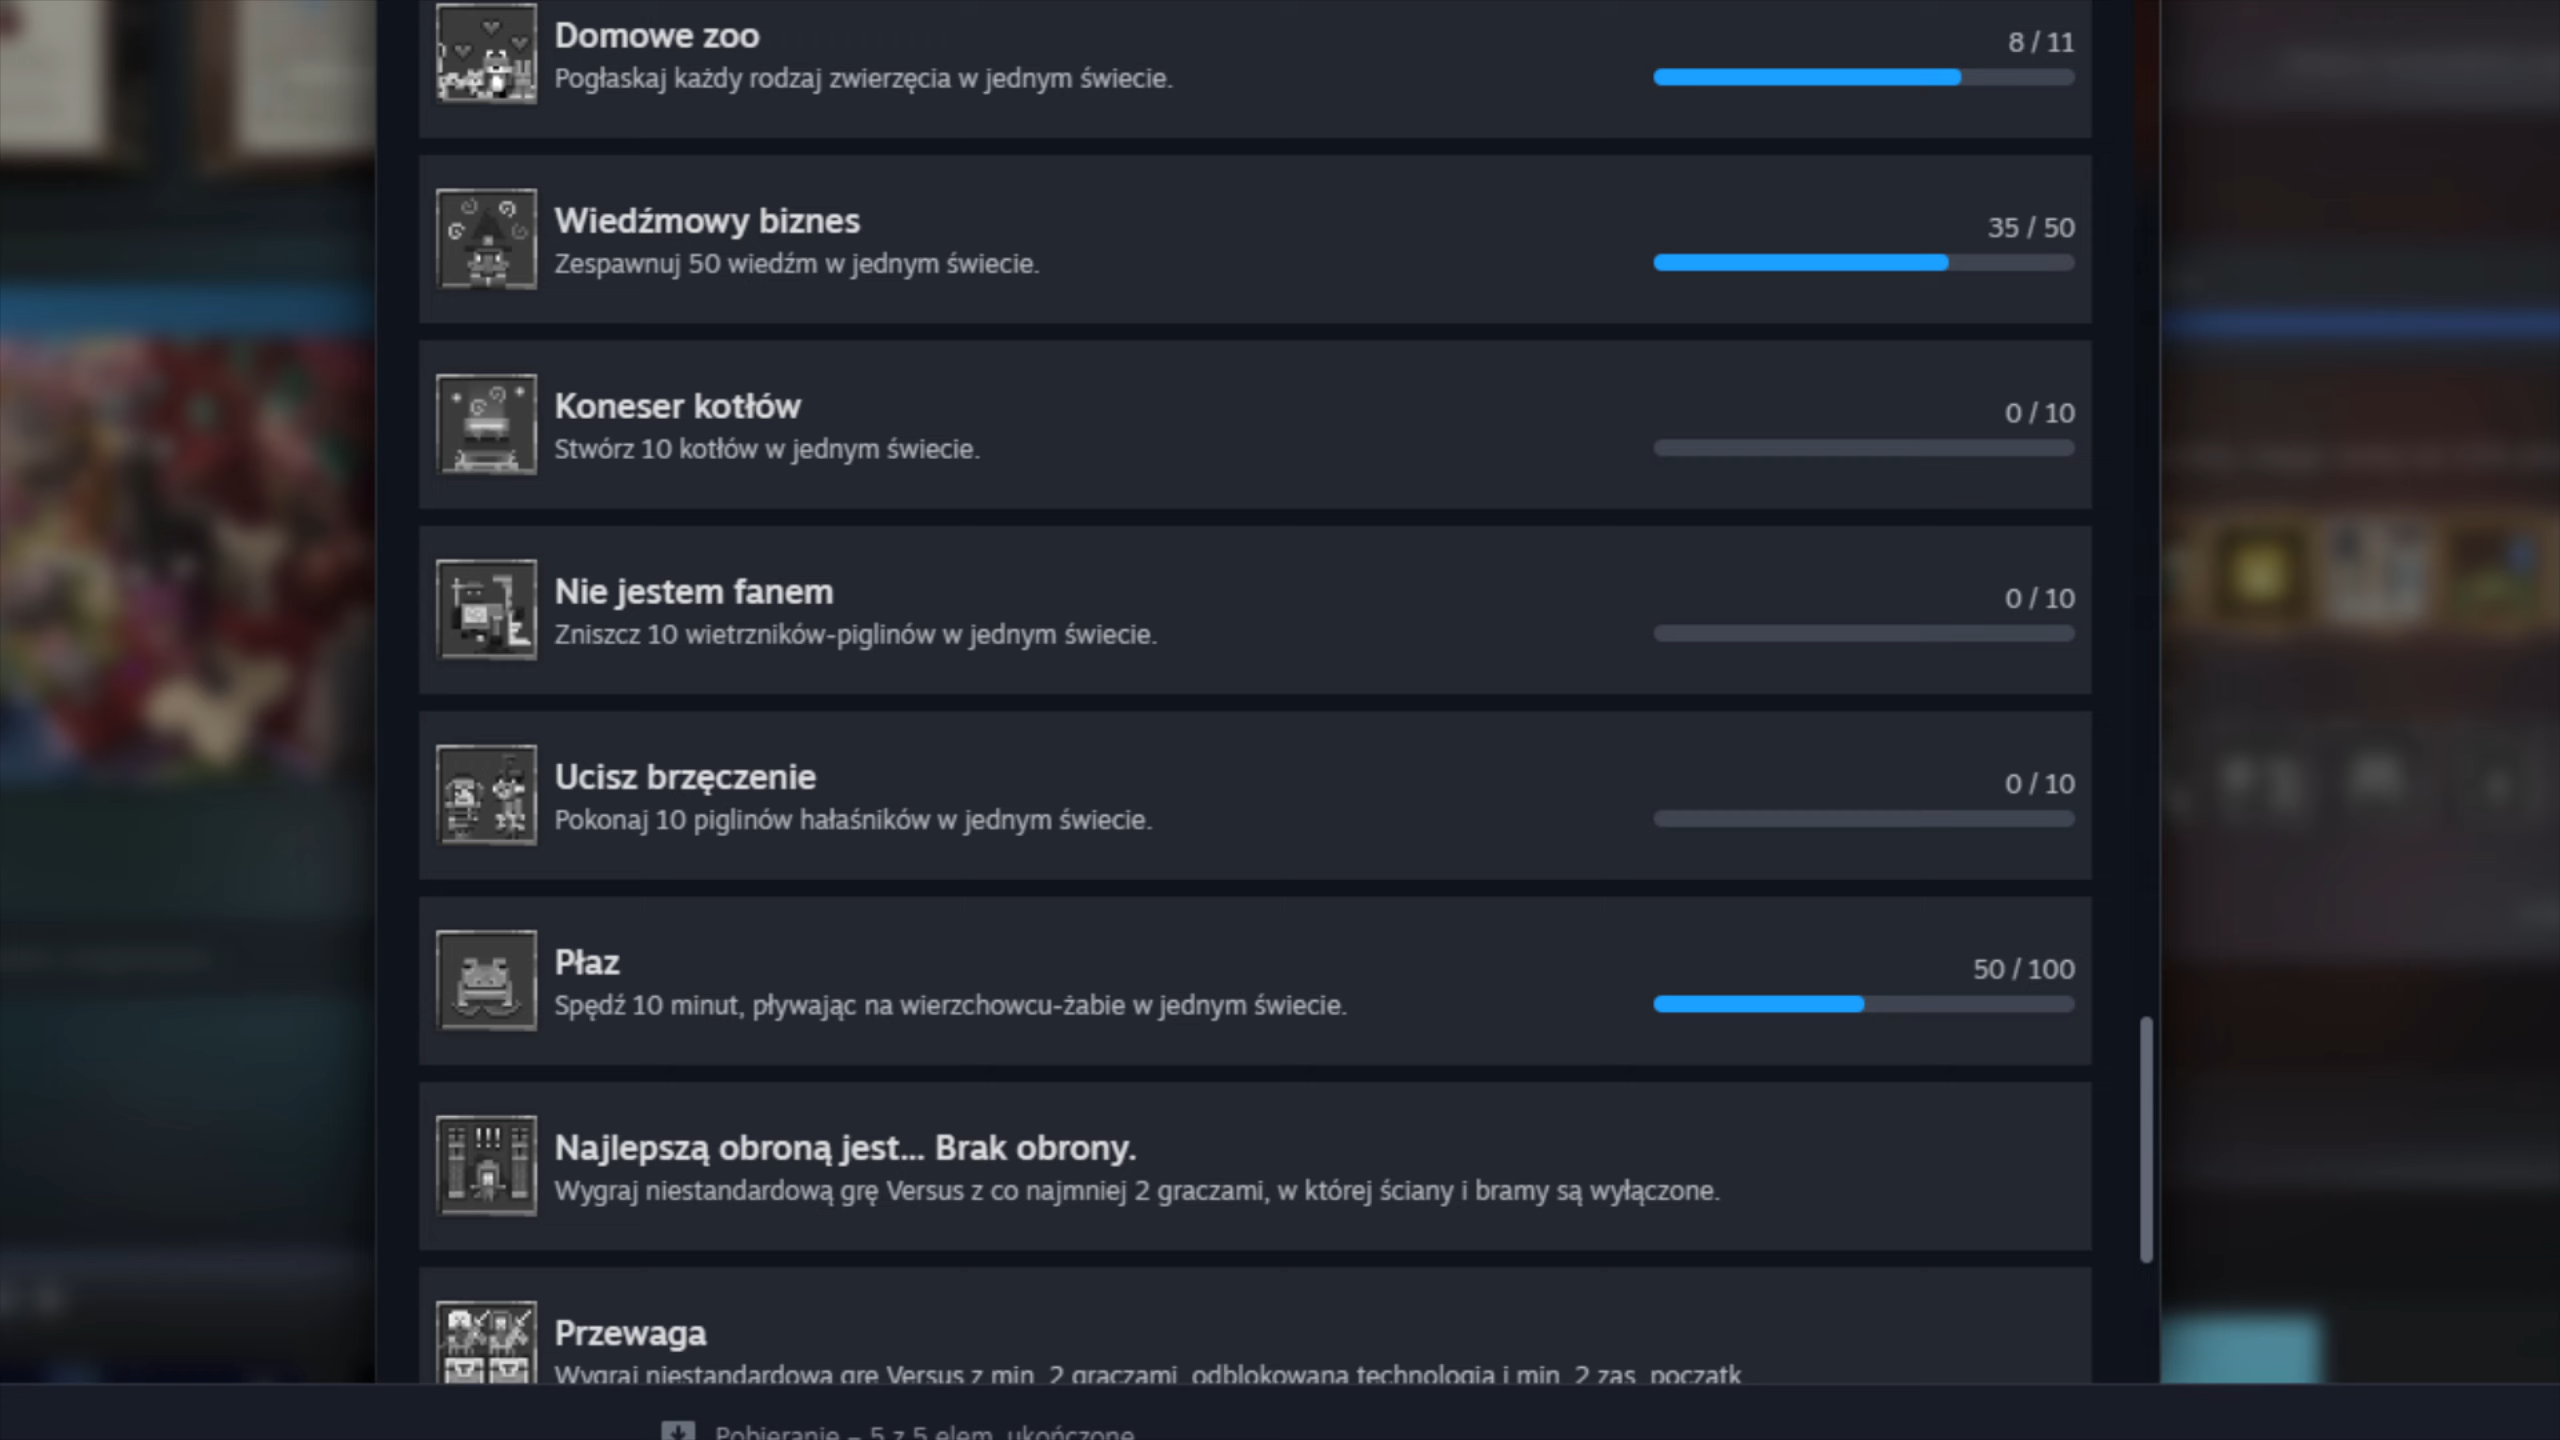 Domowe zoo
8 / 11
Pogłaskaj każdy rodzaj zwierzęcia w jednym świecie.
Wiedźmowy biznes
35 / 50
Zespawnuj 50 wiedźm w jednym świecie.
Koneser kotłów
0 / 10
Stwórz 10 kotłów w jednym świecie.
Nie jestem fanem
0 / 10
Zniszcz 10 wietrzników-piglinów w jednym świecie.
Ucisz brzęczenie
0 / 10
Pokonaj 10 piglinów hałaśników w jednym świecie.
Płaz
50 / 100
Spędź 10 minut, pływając na wierzchowcu-żabie w jednym świecie.
Najlepszą obroną jest... Brak obrony.
Wygraj niestandardową grę Versus z co najmniej 2 graczami, w której ściany i bramy są wyłączone.
Przewaga
Wygraj niestandardową grę Versus z min. 2 graczami, odblokowaną technologią i min. 2 zas. początk
Pobieranie – 5 z 5 elem. ukończone